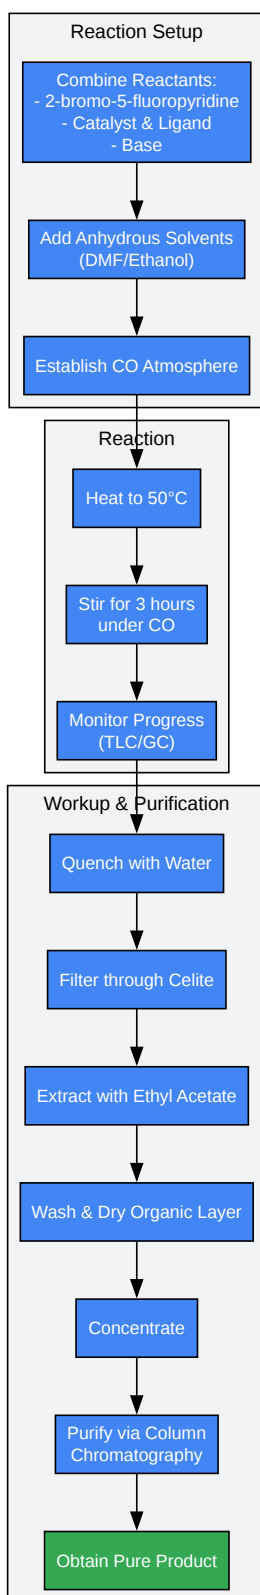 Reaction Setup
Combine Reactants:
- 2-bromo-5-fluoropyridine
- Catalyst & Ligand
- Base
Add Anhydrous Solvents
(DMF/Ethanol)
Establish CO Atmosphere
Reaction
Heat to 50°C
Stir for 3 hours
under CO
Monitor Progress
(TLC/GC)
Workup & Purification
Quench with Water
Filter through Celite
Extract with Ethyl Acetate
Wash & Dry Organic Layer
Concentrate
Purify via Column
Chromatography
Obtain Pure Product